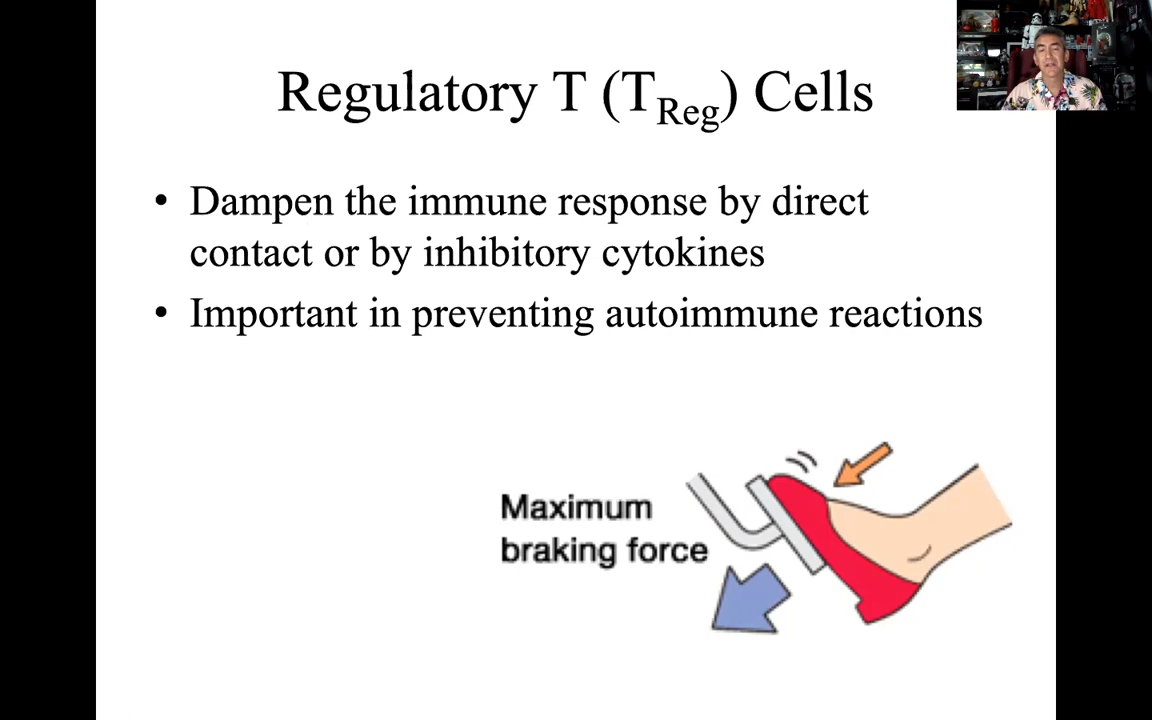 Regulatory T (TReg) Cells
• Dampen the immune response by direct
contact or by inhibitory cytokines
• Important in preventing autoimmune reactions
Maximum
braking force